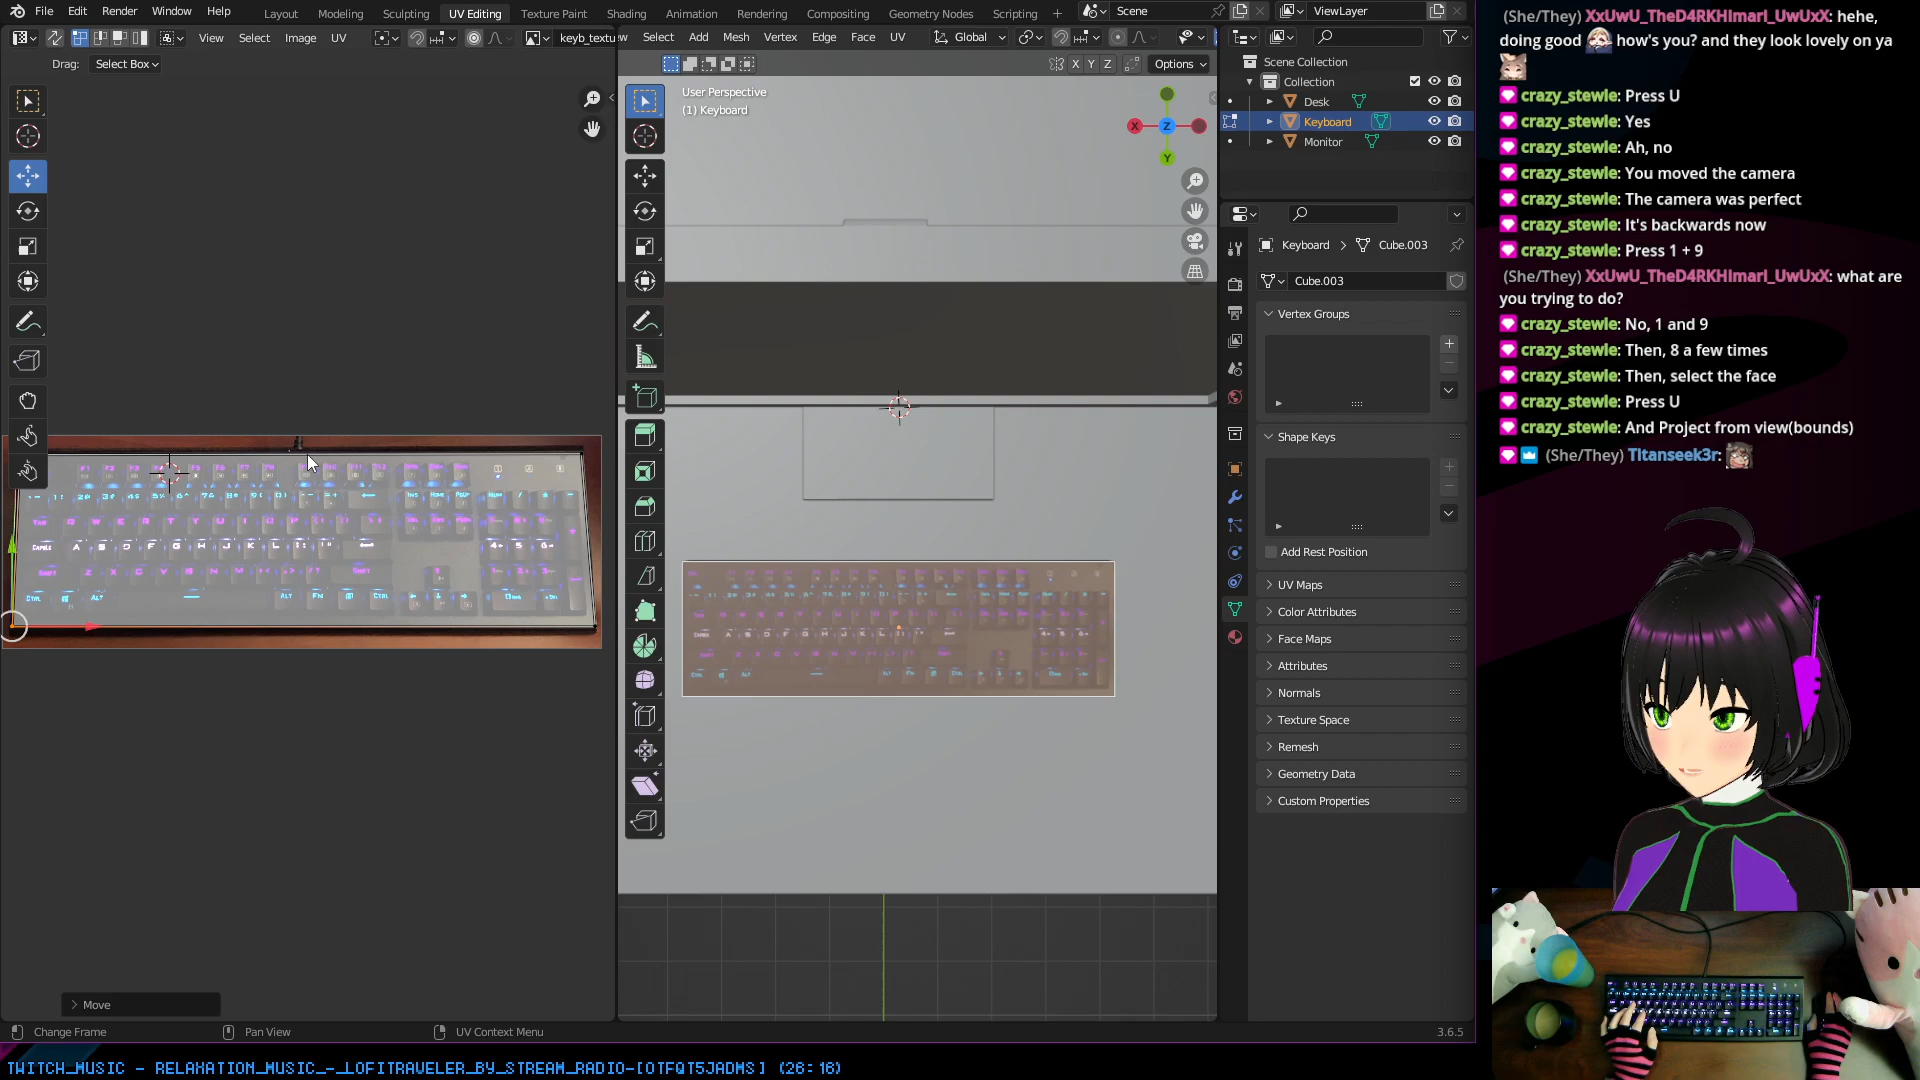 File Edit Render Window Help Layout Modeling Sculpting UV Editing Texture Paint Shading Animation Rendering Compositing Geometry Nodes Scripting Scene ViewLayer
View Select Image UV keyb_textu
Select Add Mesh Vertex Edge Face UV Global
Drag: Select Box
X Y Z Options
User Perspective
(1) Keyboard
X Z Y
Scene Collection
Collection
Desk
Keyboard
Monitor
Keyboard Cube.003
Cube.003
Vertex Groups
Shape Keys
Add Rest Position
UV Maps
Color Attributes
Face Maps
Attributes
Normals
Texture Space
Remesh
Geometry Data
Custom Properties
Move
Change Frame Pan View UV Context Menu 3.6.5
(She/They) XxUwU_TheD4RKHImarI_UwUxX: hehe,
doing good how's you? and they look lovely on ya
crazy_stewie: Press U
crazy_stewie: Yes
crazy_stewie: Ah, no
crazy_stewie: You moved the camera
crazy_stewie: The camera was perfect
crazy_stewie: It's backwards now
crazy_stewie: Press 1 + 9
(She/They) XxUwU_TheD4RKHImarI_UwUxX: what are
you trying to do?
crazy_stewie: No, 1 and 9
crazy_stewie: Then, 8 a few times
crazy_stewie: Then, select the face
crazy_stewie: Press U
crazy_stewie: And Project from view(bounds)
(She/They) TItanseek3r:
TWITCH_MUSIC - RELAXATION_MUSIC_-_LOFITRAVELER_BY_STREAM_RADIO-[OTFQT5JADMS] (26:16)